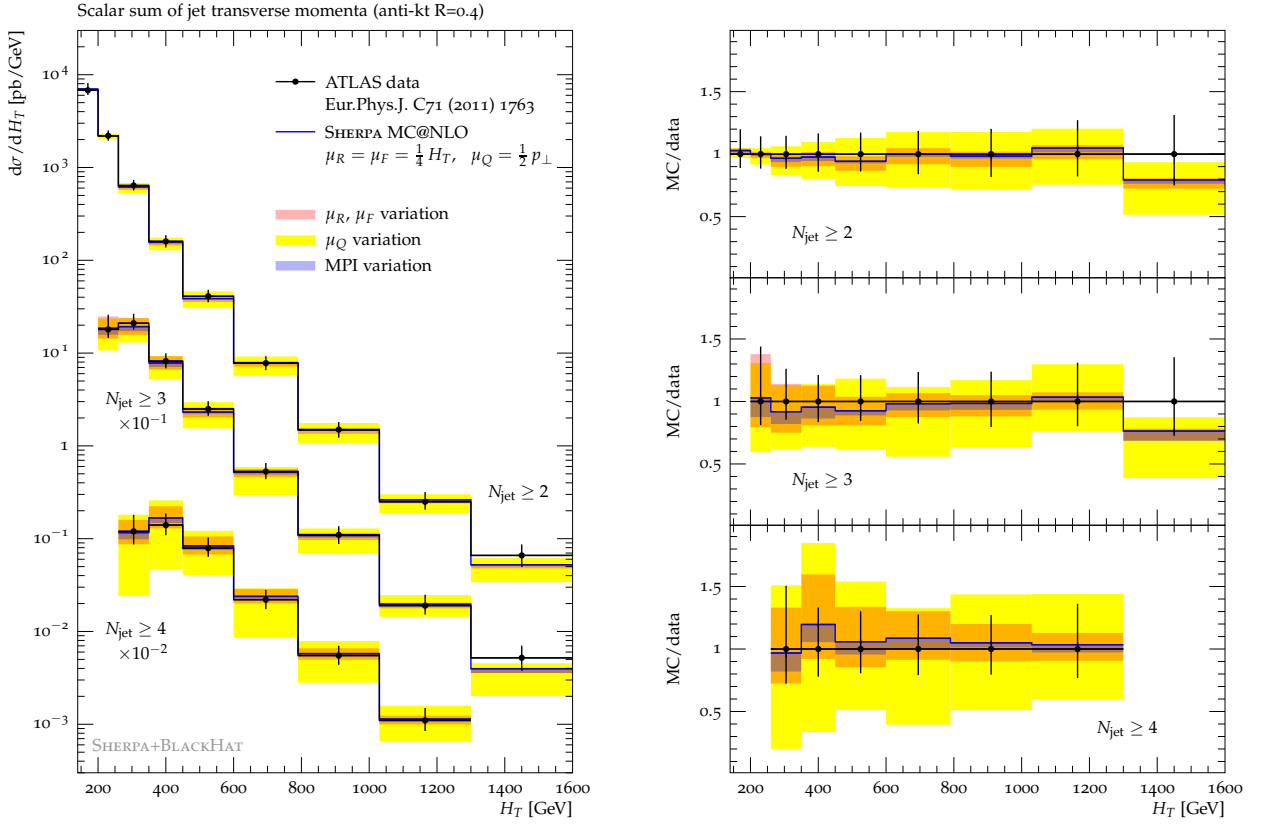 Scalar sum of jet transverse momenta (anti-kt R=0.4)
dσ/dH_T [pb/GeV]
10^4
10^3
10^2
10^1
1
10^−1
10^−2
10^−3
ATLAS data
Eur.Phys.J. C71 (2011) 1763
SHERPA MC@NLO
μ_R = μ_F = 1/4 H_T, μ_Q = 1/2 p_⊥
μ_R, μ_F variation
μ_Q variation
MPI variation
N_jet ≥ 3
×10^−1
N_jet ≥ 2
N_jet ≥ 4
×10^−2
SHERPA+BLACKHAT
200 400 600 800 1000 1200 1400 1600
H_T [GeV]
MC/data
1.5
1
0.5
N_jet ≥ 2
MC/data
1.5
1
0.5
N_jet ≥ 3
MC/data
1.5
1
0.5
N_jet ≥ 4
200 400 600 800 1000 1200 1400 1600
H_T [GeV]